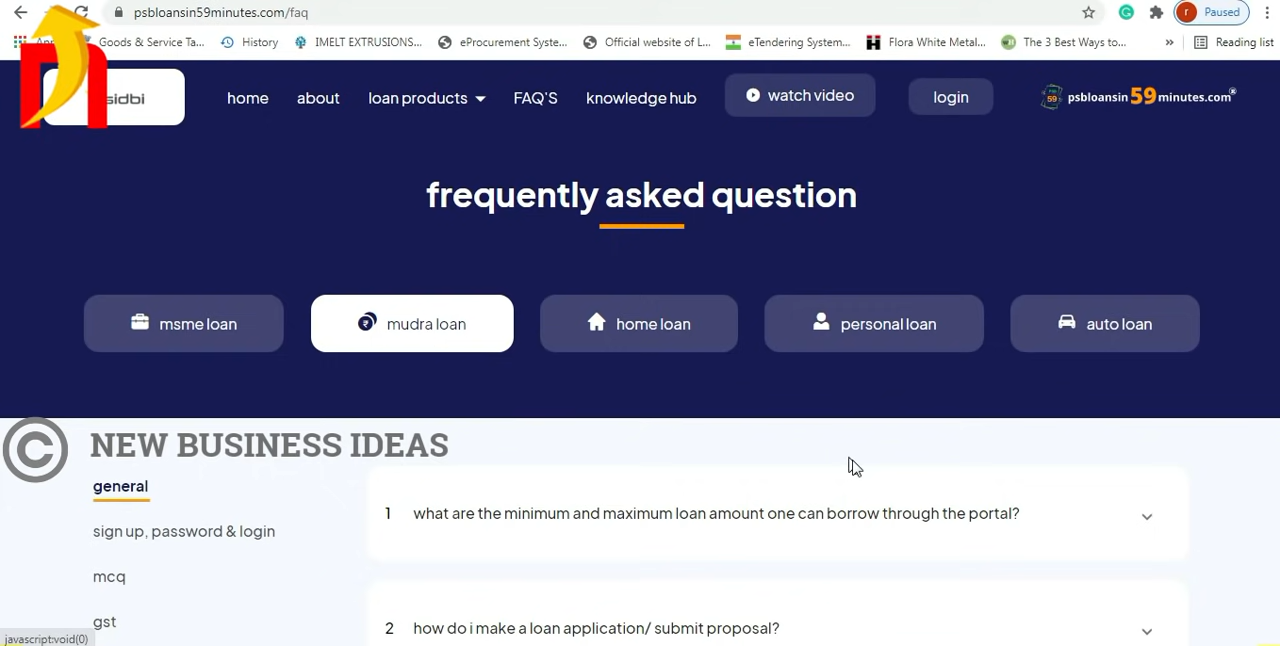 psbloansin59minutes.com/faq
Paused
Goods & Service Ta...
History
IMELT EXTRUSIONS...
eProcurement Syste...
Official website of L...
eTendering System...
Flora White Metal...
The 3 Best Ways to...
»
Reading list
sidbi
home
about
loan products
FAQ'S
knowledge hub
watch video
login
psbloansin59minutes.com®
frequently asked question
msme loan
mudra loan
home loan
personal loan
auto loan
© NEW BUSINESS IDEAS
general
sign up, password & login
mcq
gst
1 what are the minimum and maximum loan amount one can borrow through the portal?
2 how do i make a loan application/ submit proposal?
javascript:void(0)